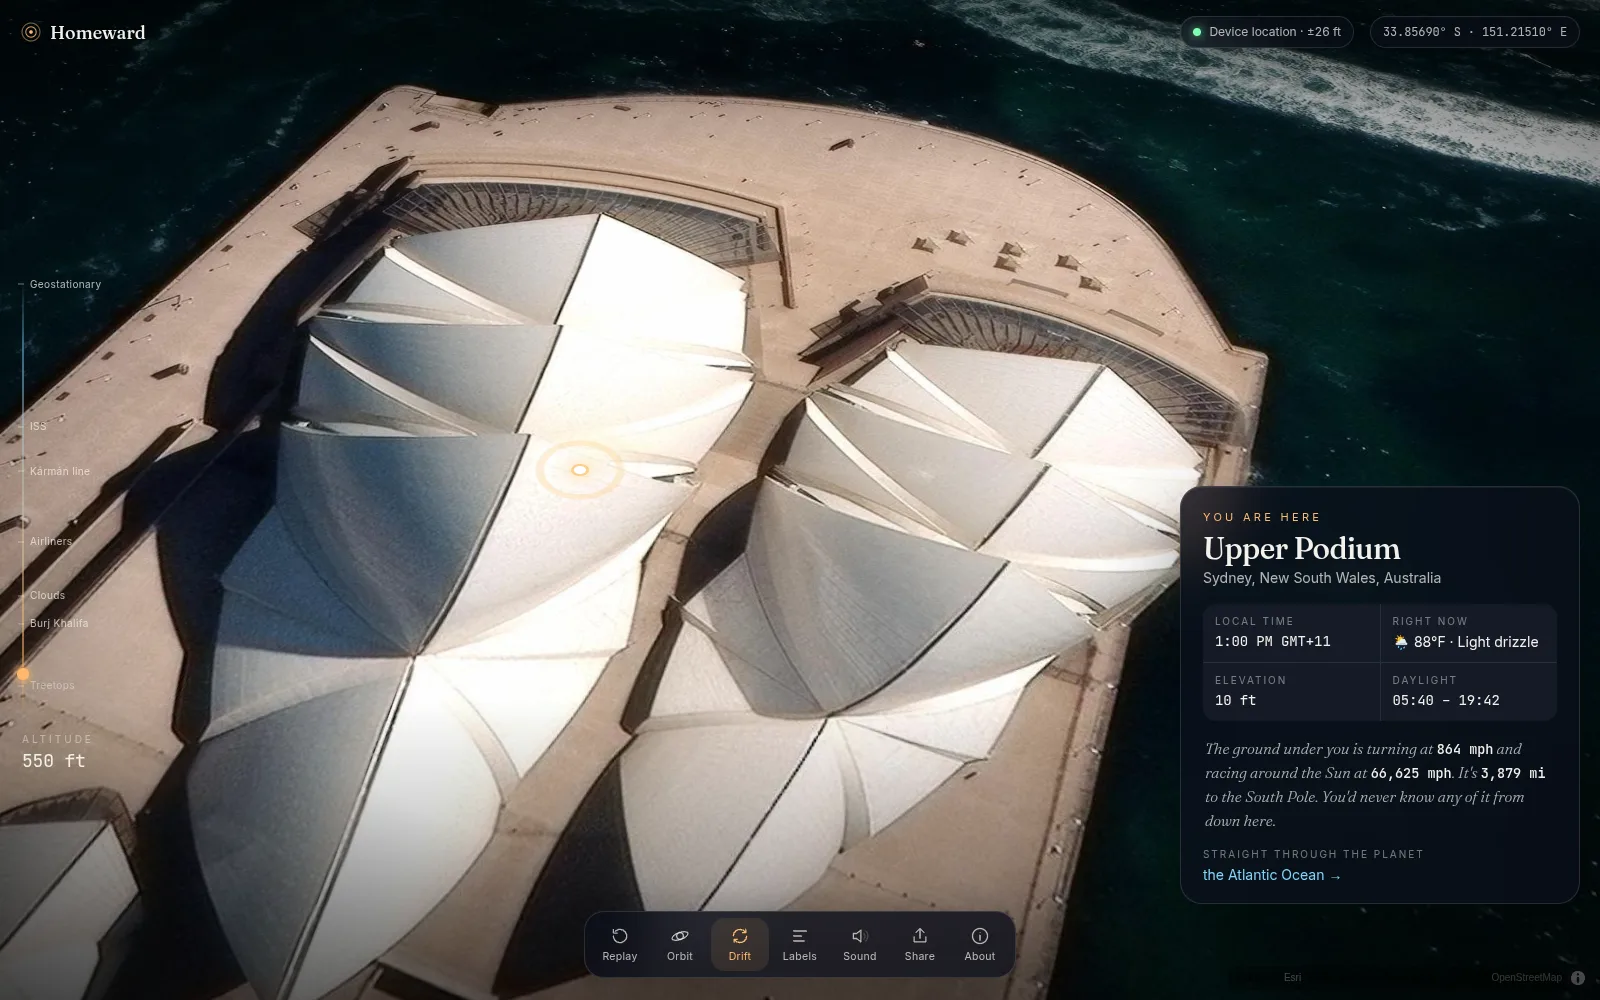 Homeward
Device location · ±26 ft
33.85690° S · 151.21510° E
Geostationary
ISS
Kármán line
Airliners
Clouds
Burj Khalifa
Treetops
ALTITUDE
550 ft
YOU ARE HERE
Upper Podium
Sydney, New South Wales, Australia
LOCAL TIME
1:00 PM GMT+11
RIGHT NOW
88°F · Light drizzle
ELEVATION
10 ft
DAYLIGHT
05:40 – 19:42
The ground under you is turning at 864 mph and
racing around the Sun at 66,625 mph. It's 3,879 mi
to the South Pole. You'd never know any of it from
down here.
STRAIGHT THROUGH THE PLANET
the Atlantic Ocean →
Replay
Orbit
Drift
Labels
Sound
Share
About
Esri
OpenStreetMap